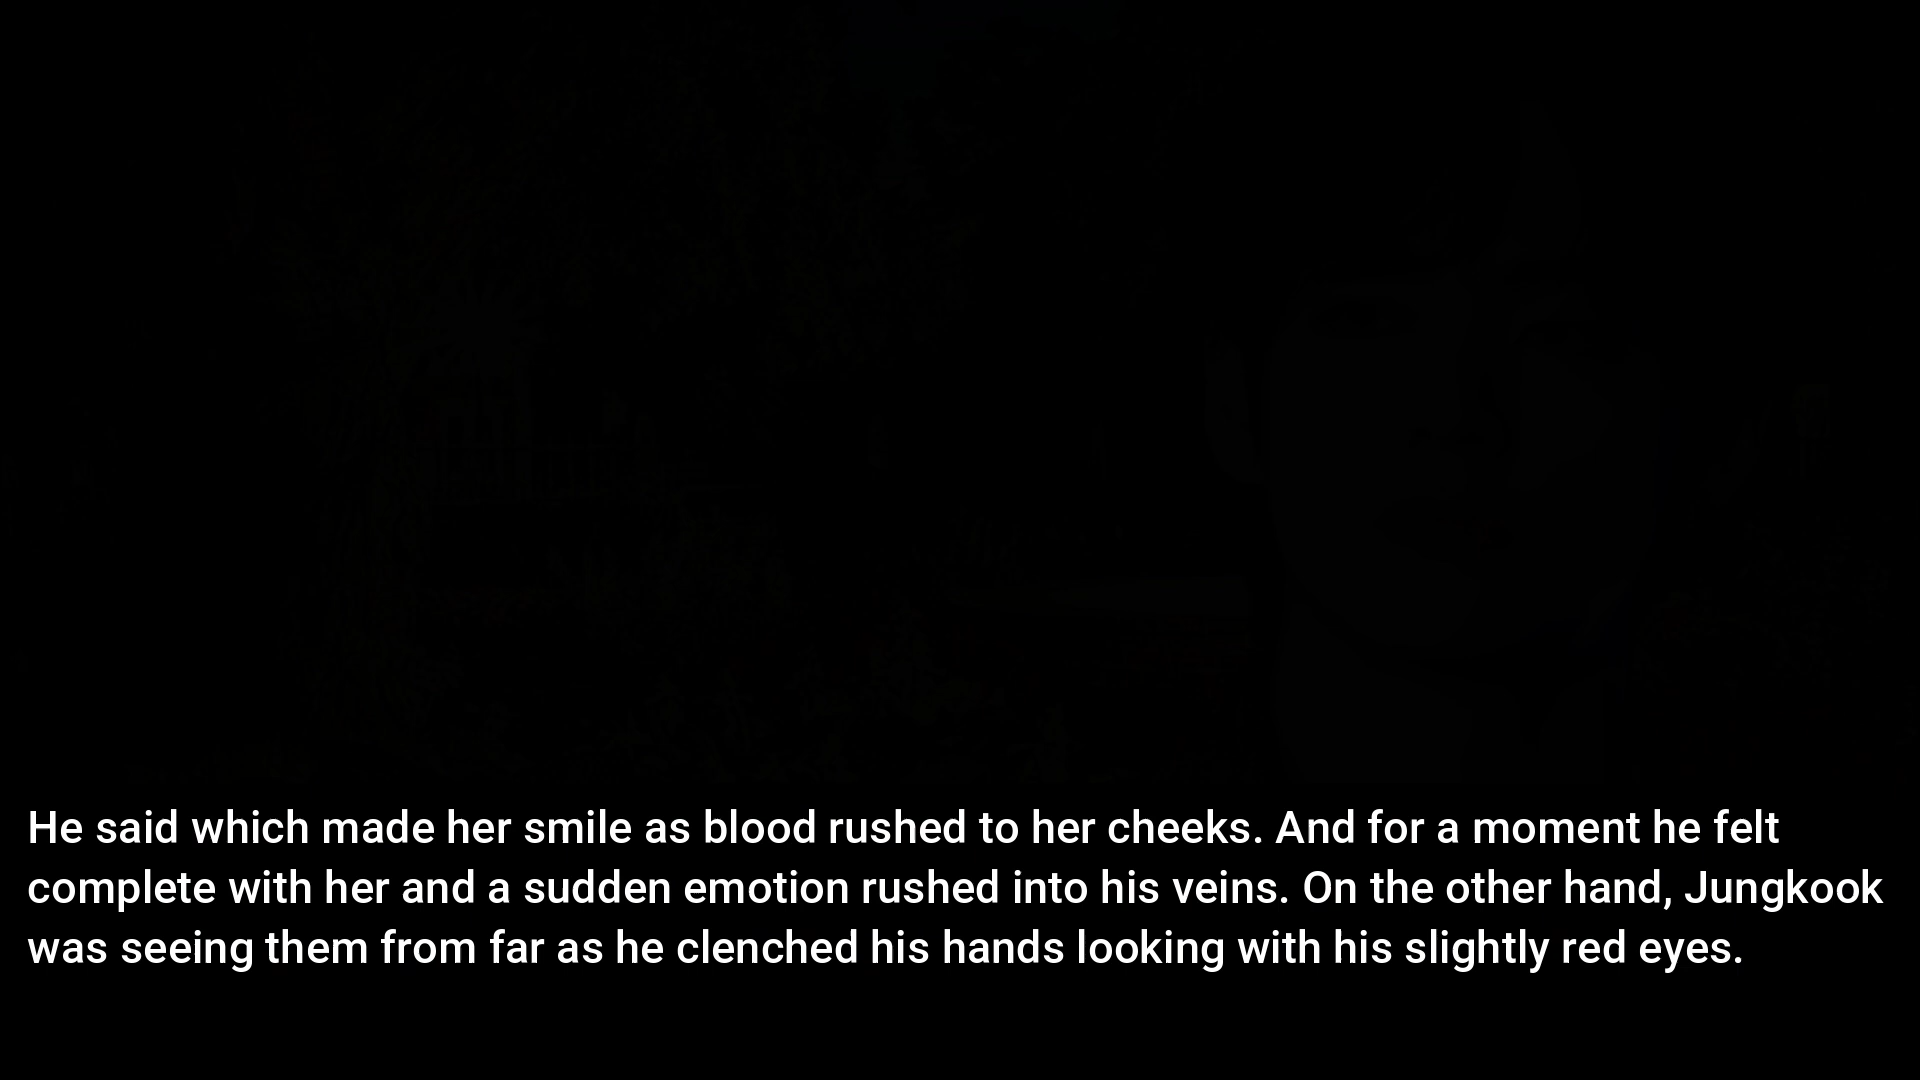 He said which made her smile as blood rushed to her cheeks. And for a moment he felt
complete with her and a sudden emotion rushed into his veins. On the other hand, Jungkook
was seeing them from far as he clenched his hands looking with his slightly red eyes.